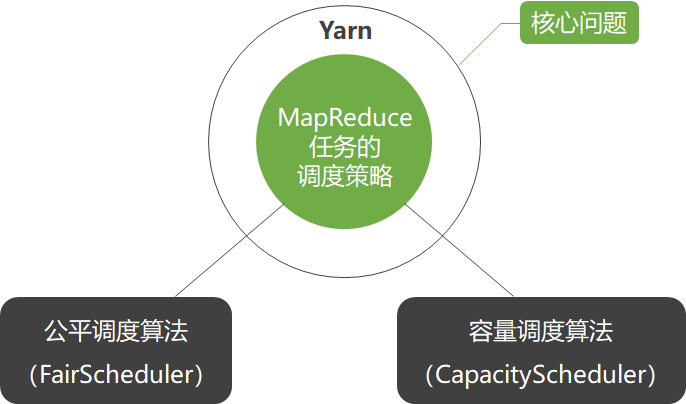 核心问题
Yarn
MapReduce
任务的
调度策略
公平调度算法
（FairScheduler）
容量调度算法
（CapacityScheduler）